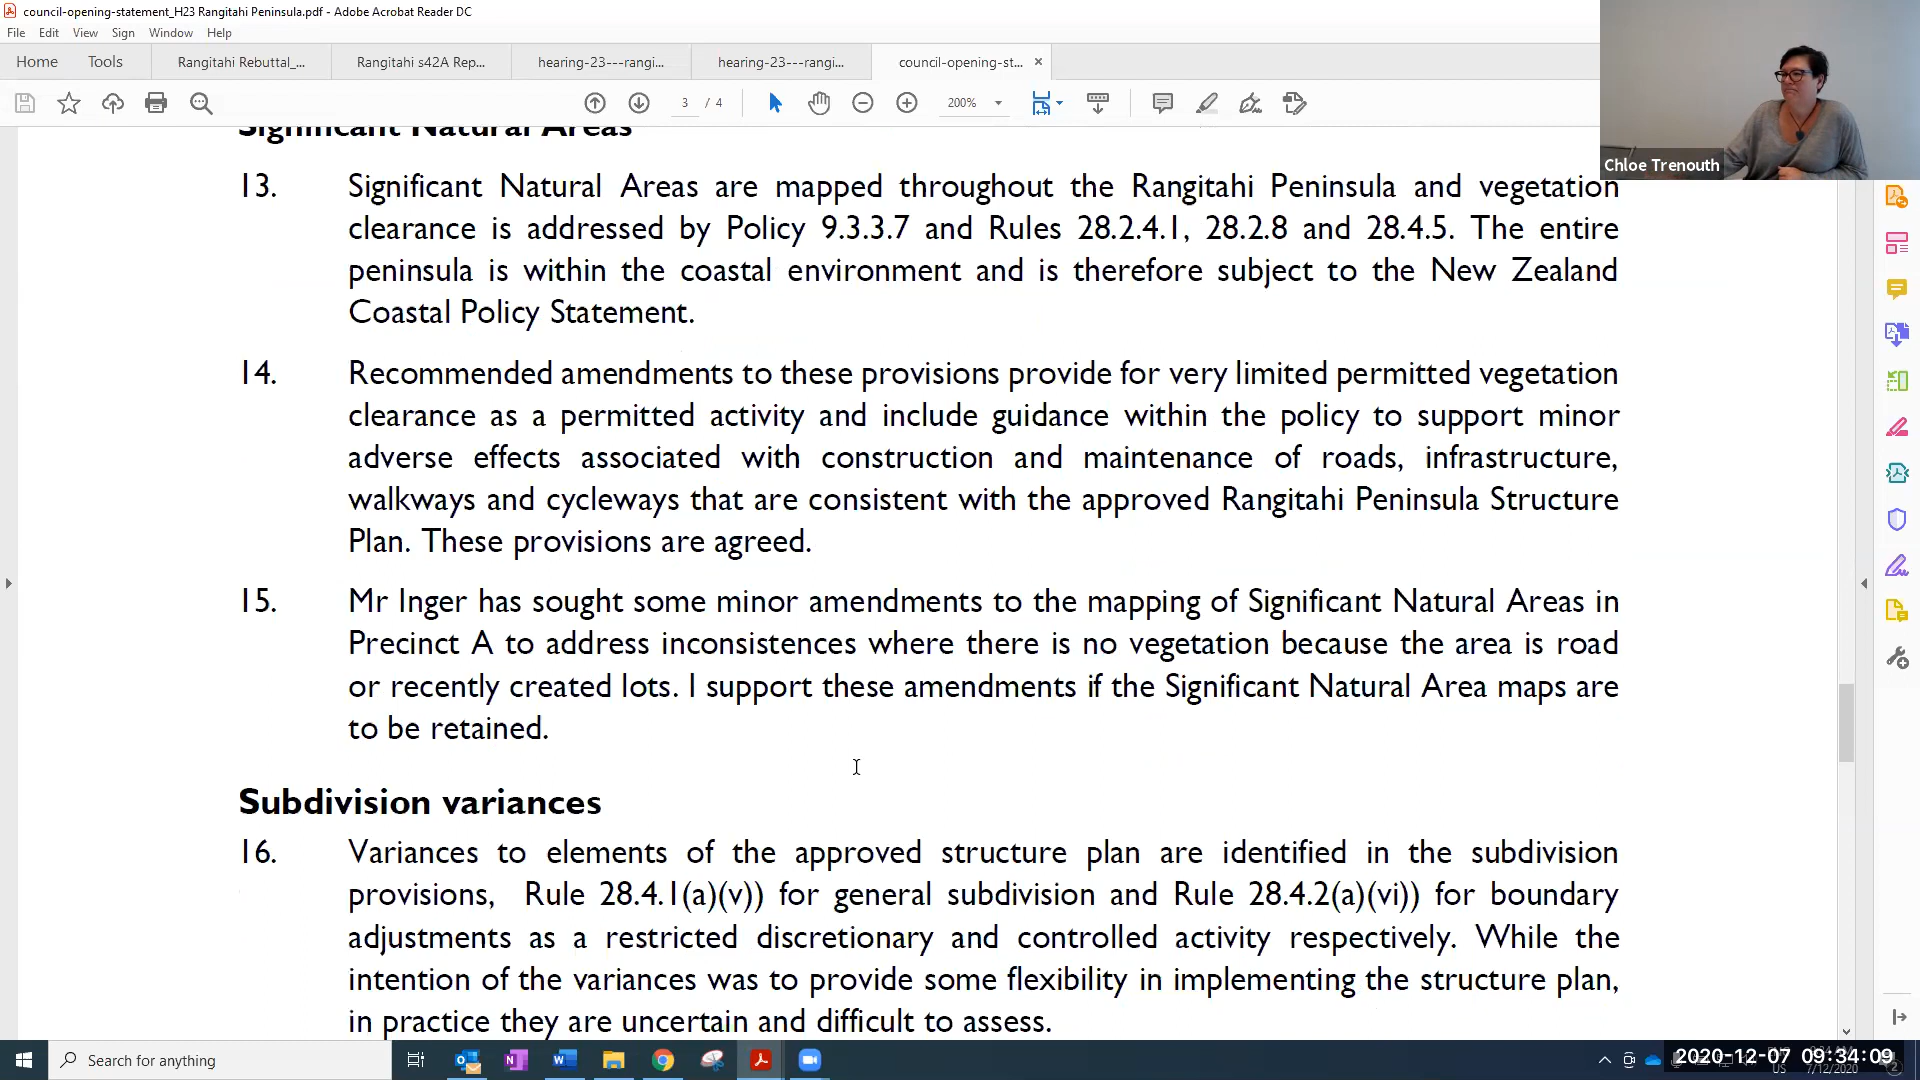 council-opening-statement_H23 Rangitahi Peninsula.pdf - Adobe Acrobat Reader DC
File Edit View Sign Window Help
Home Tools Rangitahi Rebuttal_... Rangitahi s42A Rep... hearing-23---rangi... hearing-23---rangi... council-opening-st... ×
3 / 4 200%
Chloe Trenouth
Significant Natural Areas
13. Significant Natural Areas are mapped throughout the Rangitahi Peninsula and vegetation
clearance is addressed by Policy 9.3.3.7 and Rules 28.2.4.1, 28.2.8 and 28.4.5. The entire
peninsula is within the coastal environment and is therefore subject to the New Zealand
Coastal Policy Statement.
14. Recommended amendments to these provisions provide for very limited permitted vegetation
clearance as a permitted activity and include guidance within the policy to support minor
adverse effects associated with construction and maintenance of roads, infrastructure,
walkways and cycleways that are consistent with the approved Rangitahi Peninsula Structure
Plan. These provisions are agreed.
15. Mr Inger has sought some minor amendments to the mapping of Significant Natural Areas in
Precinct A to address inconsistences where there is no vegetation because the area is road
or recently created lots. I support these amendments if the Significant Natural Area maps are
to be retained.
Subdivision variances
16. Variances to elements of the approved structure plan are identified in the subdivision
provisions, Rule 28.4.1(a)(v)) for general subdivision and Rule 28.4.2(a)(vi)) for boundary
adjustments as a restricted discretionary and controlled activity respectively. While the
intention of the variances was to provide some flexibility in implementing the structure plan,
in practice they are uncertain and difficult to assess.
Search for anything
2020-12-07 09:34:09
US 7/12/2020